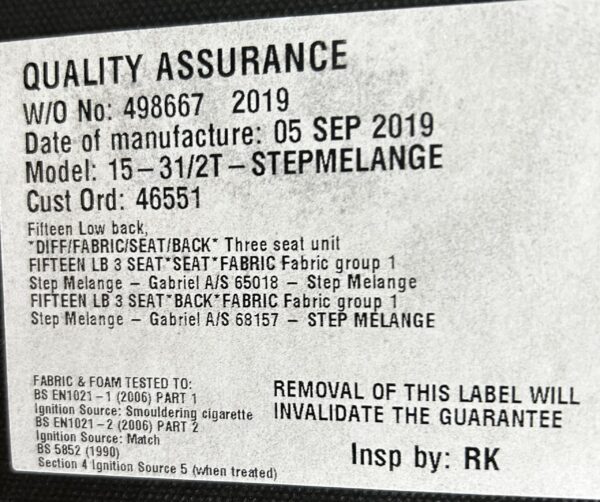 QUALITY ASSURANCE
W/O No: 498667 2019
Date of manufacture: 05 SEP 2019
Model: 15-31/2T-STEPMELANGE
Cust Ord: 46551
Fifteen Low back,
*DIFF/FABRIC/SEAT/BACK* Three seat unit
FIFTEEN LB 3 SEAT*SEAT*FABRIC Fabric group 1
Step Melange - Gabriel A/S 65018 - Step Melange
FIFTEEN LB 3 SEAT*BACK*FABRIC Fabric group 1
Step Melange - Gabriel A/S 68157 - STEP MELANGE
FABRIC & FOAM TESTED TO:
BS EN1021-1 (2006) PART 1
Ignition Source: Smouldering cigarette
BS EN1021-2 (2006) PART 2
Ignition Source: Match
BS 5852 (1990)
Section 4 Ignition Source 5 (when treated)
REMOVAL OF THIS LABEL WILL
INVALIDATE THE GUARANTEE
Insp by: RK